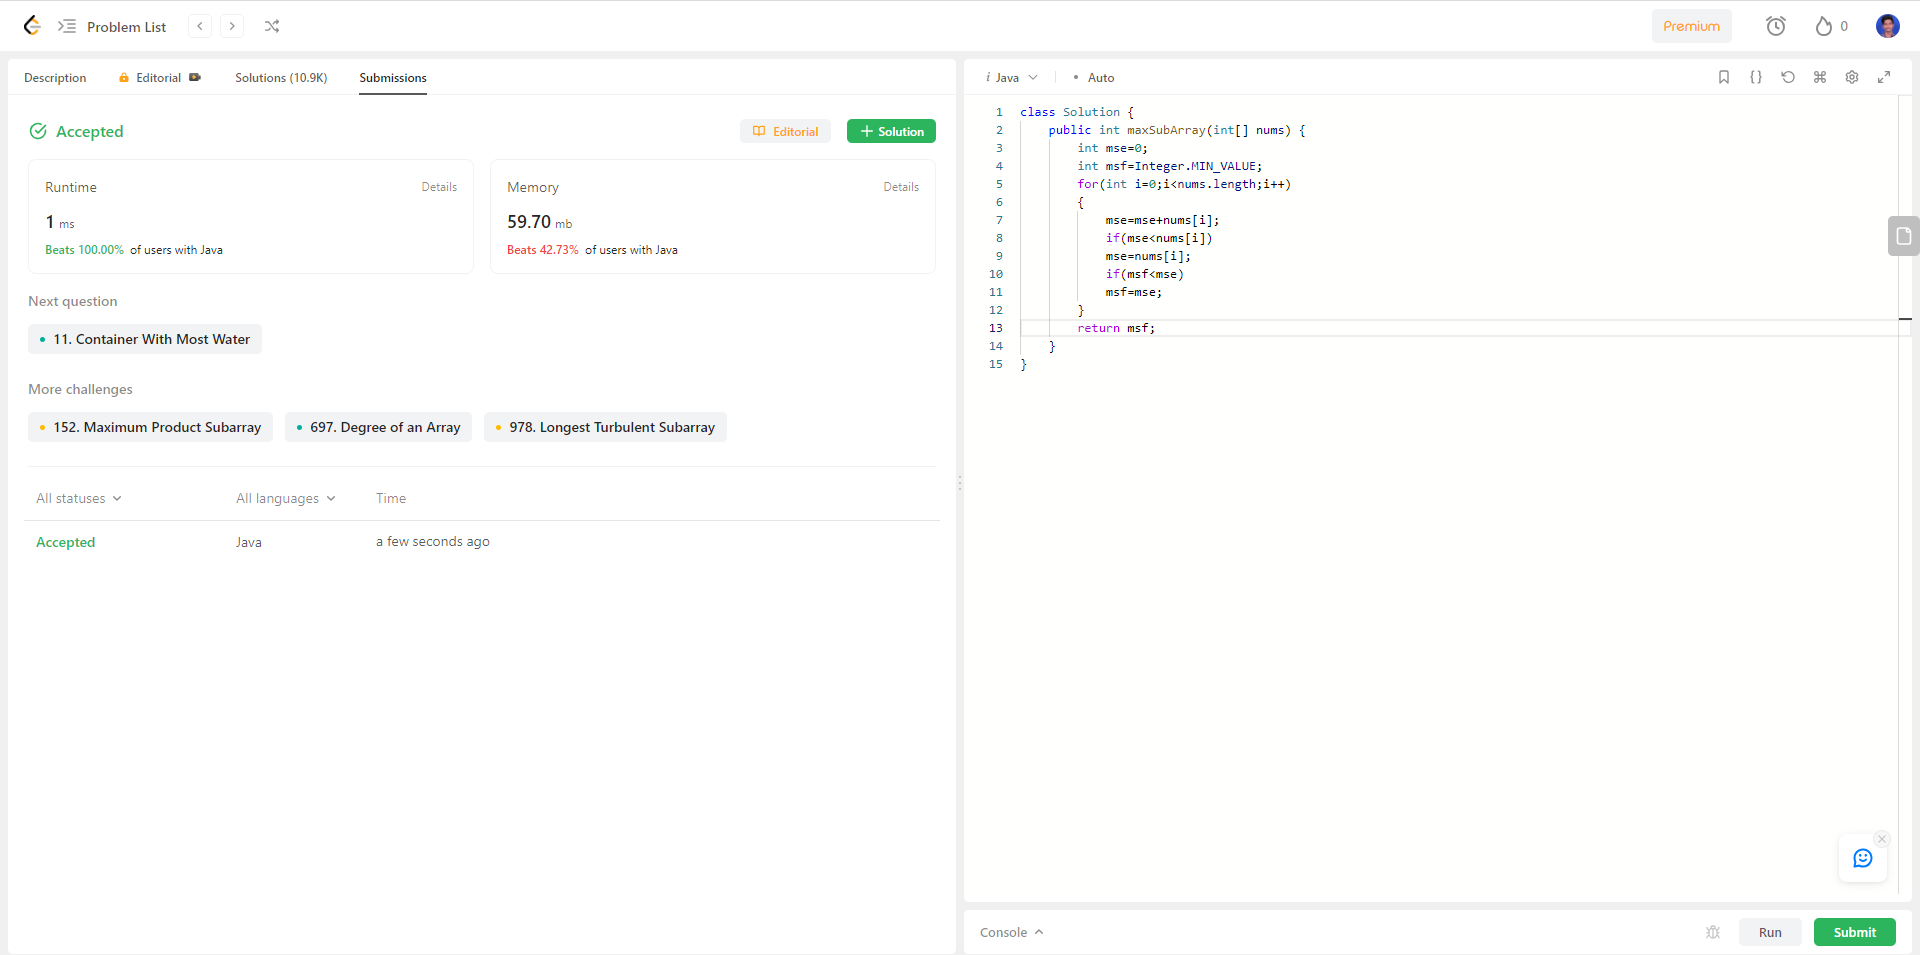 Problem List
Premium
0
Description
Editorial
Solutions (10.9K)
Submissions
Accepted
Editorial
+ Solution
Runtime
Details
1 ms
Beats 100.00% of users with Java
Memory
Details
59.70 mb
Beats 42.73% of users with Java
Next question
11. Container With Most Water
More challenges
152. Maximum Product Subarray
697. Degree of an Array
978. Longest Turbulent Subarray
All statuses
All languages
Time
Accepted
Java
a few seconds ago
i Java
• Auto
1 class Solution {
2 public int maxSubArray(int[] nums) {
3 int mse=0;
4 int msf=Integer.MIN_VALUE;
5 for(int i=0;i<nums.length;i++)
6 {
7 mse=mse+nums[i];
8 if(mse<nums[i])
9 mse=nums[i];
10 if(msf<mse)
11 msf=mse;
12 }
13 return msf;
14 }
15 }
Console
Run
Submit